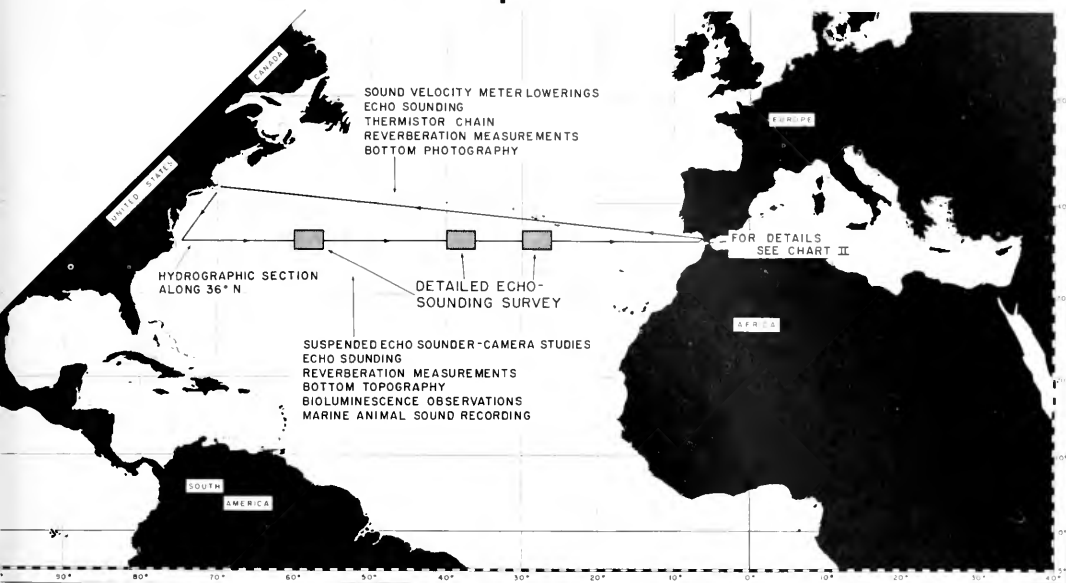 CANADA
UNITED STATES
EUROPE
SOUND VELOCITY METER LOWERINGS
ECHO SOUNDING
THERMISTOR CHAIN
REVERBERATION MEASUREMENTS
BOTTOM PHOTOGRAPHY
FOR DETAILS
SEE CHART II
HYDROGRAPHIC SECTION
ALONG 36° N.
DETAILED ECHO-
SOUNDING SURVEY
AFRICA
SUSPENDED ECHO SOUNDER-CAMERA STUDIES
ECHO SOUNDING
REVERBERATION MEASUREMENTS
BOTTOM TOPOGRAPHY
BIOLUMINESCENCE OBSERVATIONS
MARINE ANIMAL SOUND RECORDING
SOUTH
AMERICA
90° 80° 70° 60° 50° 40° 30° 20° 10° 0° 10° 20° 30° 40°